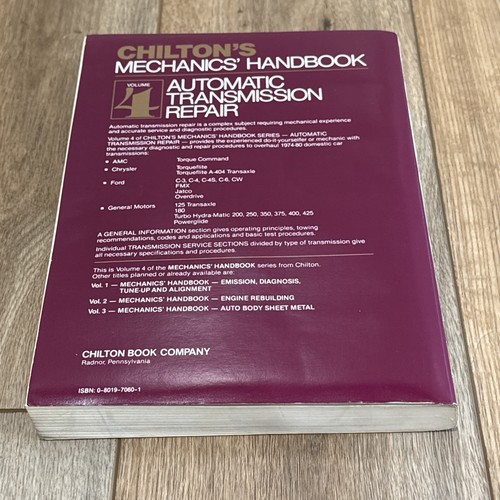 CHILTON'S
MECHANICS' HANDBOOK
VOLUME
4
AUTOMATIC
TRANSMISSION
REPAIR
Automatic transmission repair is a complex subject requiring mechanical experience
and accurate service and diagnostic procedures.
Volume 4 of CHILTON'S MECHANICS' HANDBOOK SERIES — AUTOMATIC
TRANSMISSION REPAIR — provides the experienced do-it-yourselfer or mechanic with
the necessary diagnostic and repair procedures to overhaul 1974-80 domestic car
transmissions:
• AMC Torque Command
• Chrysler Torqueflite
Torqueflite A-404 Transaxle
• Ford C-3, C-4, C-4S, C-6, CW
FMX
Jatco
Overdrive
• General Motors 125 Transaxle
180
Turbo Hydra-Matic 200, 250, 350, 375, 400, 425
Powerglide
A GENERAL INFORMATION section gives operating principles, towing
recommendations, codes and applications and basic test procedures.
Individual TRANSMISSION SERVICE SECTIONS divided by type of transmission give
all necessary specifications and procedures.
This is Volume 4 of the MECHANICS' HANDBOOK series from Chilton.
Other titles planned or already available are:
Vol. 1 — MECHANICS' HANDBOOK — EMISSION, DIAGNOSIS,
TUNE-UP AND ALIGNMENT
Vol. 2 — MECHANICS' HANDBOOK — ENGINE REBUILDING
Vol. 3 — MECHANICS' HANDBOOK — AUTO BODY SHEET METAL
CHILTON BOOK COMPANY
Radnor, Pennsylvania
ISBN: 0-8019-7060-1